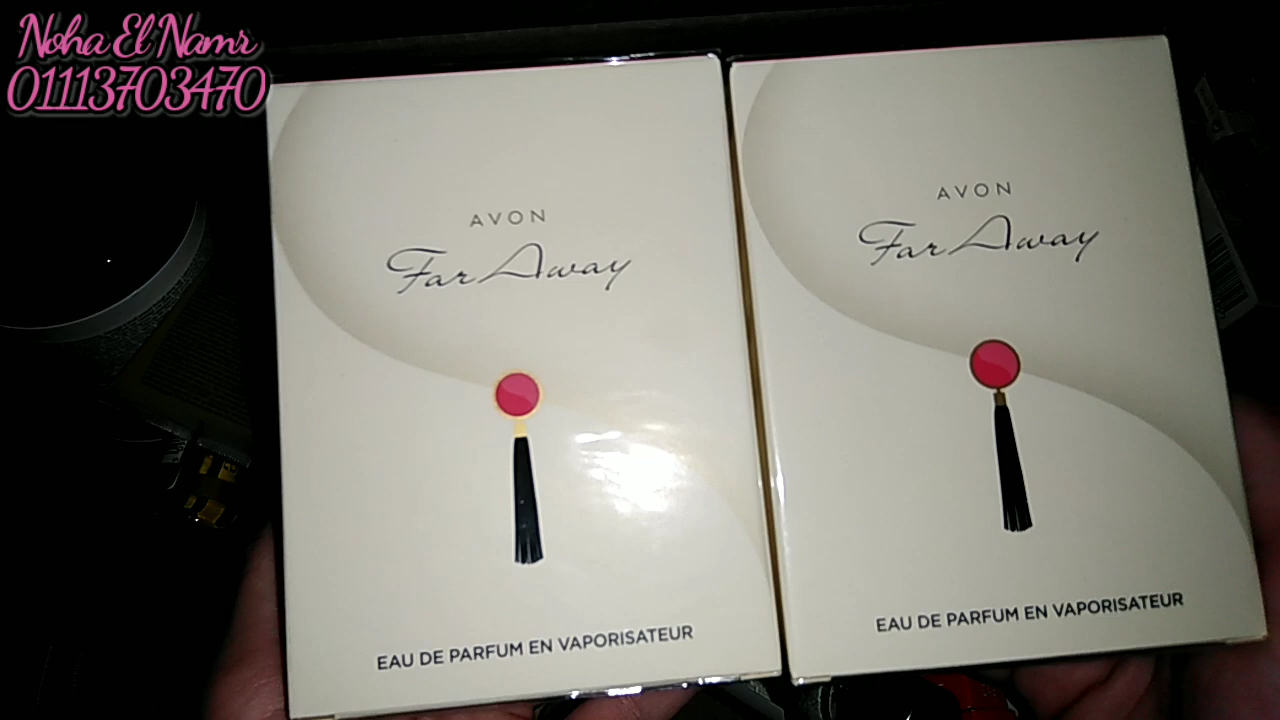 Noha El Namr
01113703470
AVON
Far Away
EAU DE PARFUM EN VAPORISATEUR
AVON
Far Away
EAU DE PARFUM EN VAPORISATEUR